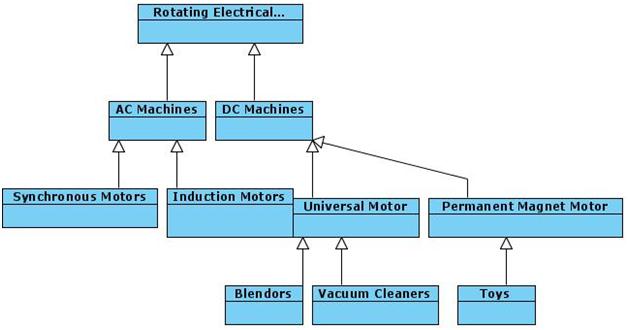 Rotating Electrical...
AC Machines
DC Machines
Synchronous Motors
Induction Motors
Universal Motor
Permanent Magnet Motor
Blendors
Vacuum Cleaners
Toys